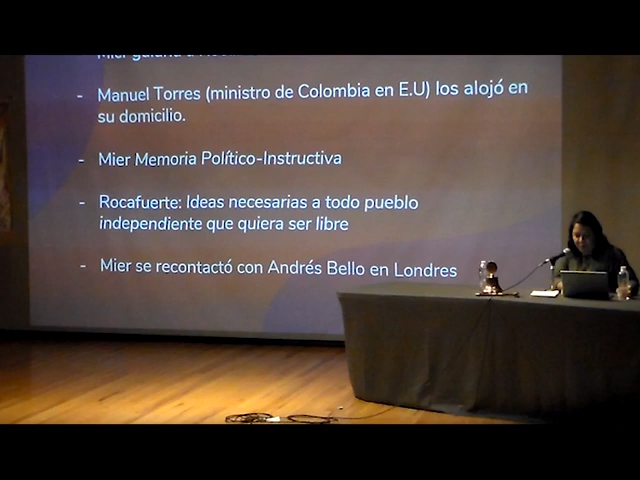 - Manuel Torres (ministro de Colombia en E.U) los alojó en
su domicilio.
- Mier Memoria Político-Instructiva
- Rocafuerte: Ideas necesarias a todo pueblo
independiente que quiera ser libre
- Mier se recontactó con Andrés Bello en Londres